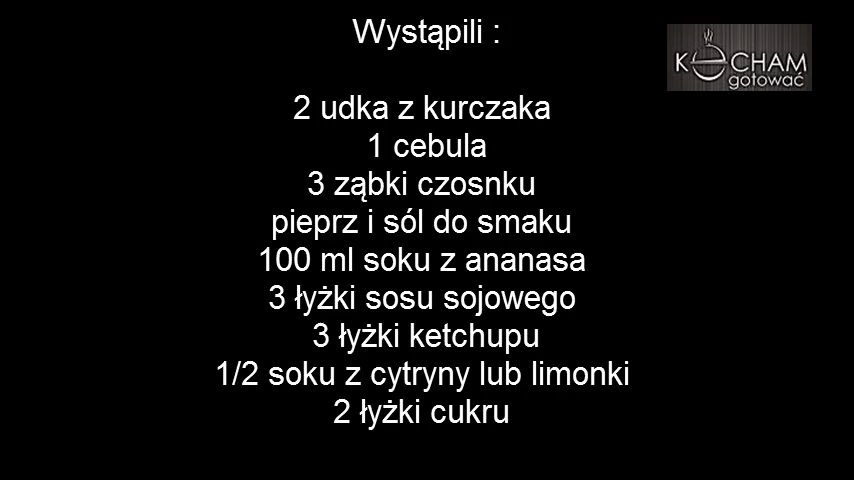 Wystąpili :
KOCHAM
gotować
2 udka z kurczaka
1 cebula
3 ząbki czosnku
pieprz i sól do smaku
100 ml soku z ananasa
3 łyżki sosu sojowego
3 łyżki ketchupu
1/2 soku z cytryny lub limonki
2 łyżki cukru